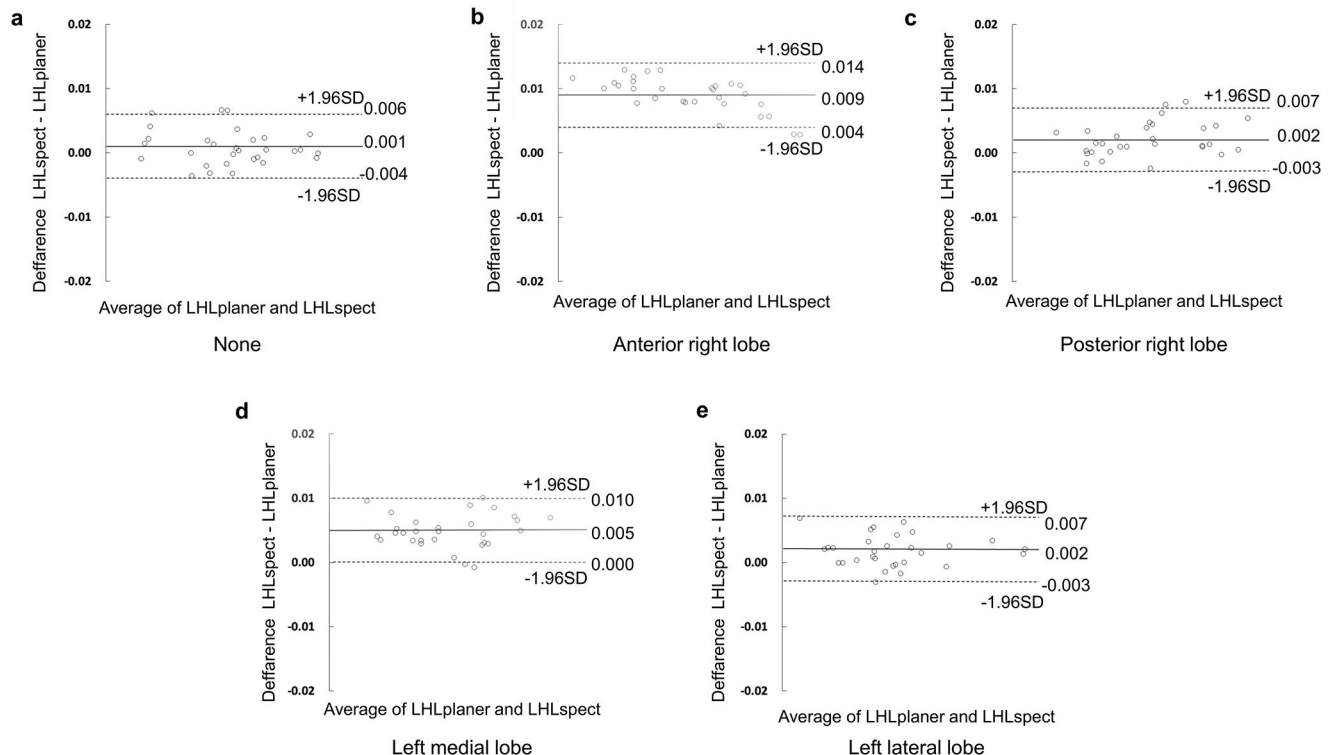 a
Deffarence LHLspect - LHLplaner
0.02
0.01
0.00
-0.01
-0.02
+1.96SD
0.006
0.001
-0.004
-1.96SD
Average of LHLplaner and LHLspect
None
b
Deffarence LHLspect - LHLplaner
0.02
0.01
0.00
-0.01
-0.02
+1.96SD
0.014
0.009
0.004
-1.96SD
Average of LHLplaner and LHLspect
Anterior right lobe
c
Deffarence LHLspect - LHLplaner
0.02
0.01
0.00
-0.01
-0.02
+1.96SD
0.007
0.002
-0.003
-1.96SD
Average of LHLplaner and LHLspect
Posterior right lobe
d
Deffarence LHLspect - LHLplaner
0.02
0.01
0.00
-0.01
-0.02
+1.96SD
0.010
0.005
0.000
-1.96SD
Average of LHLplaner and LHLspect
Left medial lobe
e
Deffarence LHLspect - LHLplaner
0.02
0.01
0.00
-0.01
-0.02
+1.96SD
0.007
0.002
-0.003
-1.96SD
Average of LHLplaner and LHLspect
Left lateral lobe